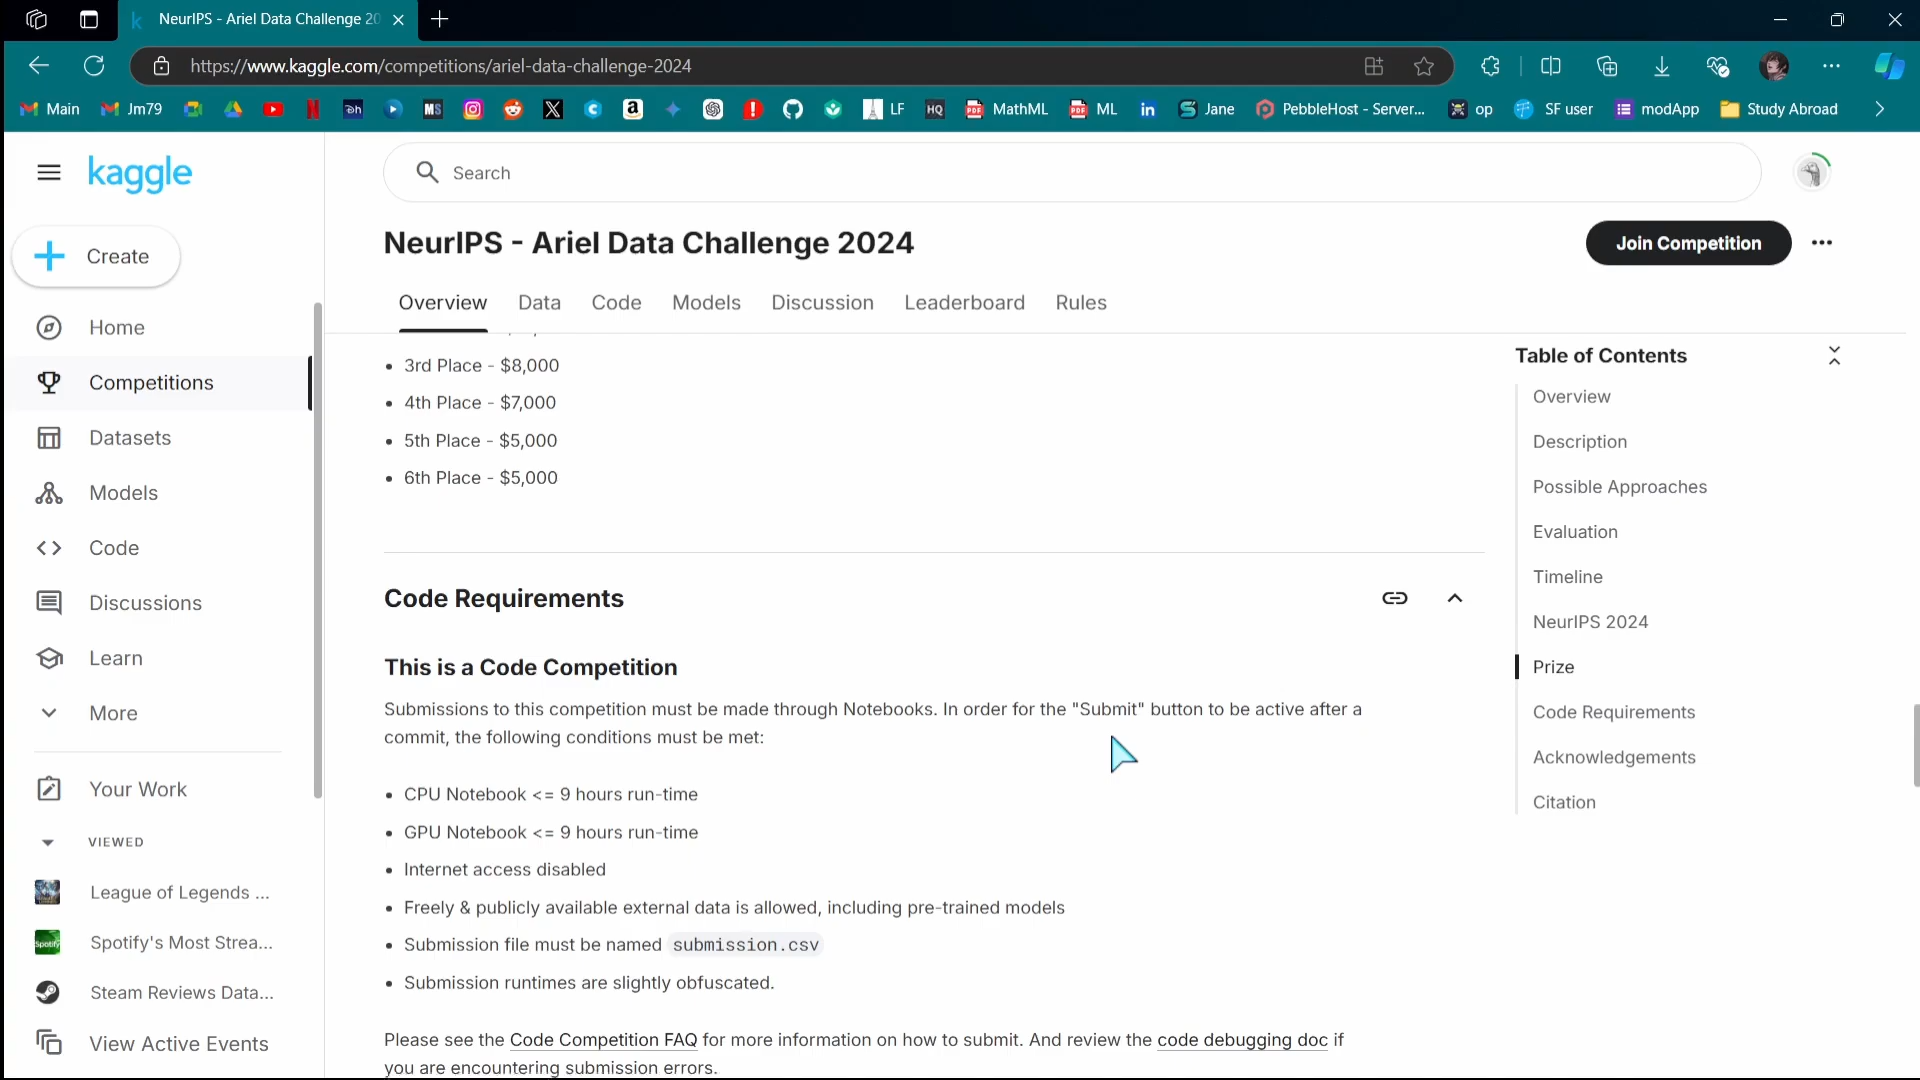 NeurIPS - Ariel Data Challenge 20
https://www.kaggle.com/competitions/ariel-data-challenge-2024
Main
Jm79
LF
MathML
ML
Jane
PebbleHost - Server...
op
SF user
modApp
Study Abroad
kaggle
Search
Create
NeurIPS - Ariel Data Challenge 2024
Join Competition
Overview Data Code Models Discussion Leaderboard Rules
Home
Competitions
Datasets
Models
Code
Discussions
Learn
More
Your Work
VIEWED
League of Legends ...
Spotify's Most Strea...
Steam Reviews Data...
View Active Events
3rd Place - $8,000
4th Place - $7,000
5th Place - $5,000
6th Place - $5,000
Code Requirements
This is a Code Competition
Submissions to this competition must be made through Notebooks. In order for the "Submit" button to be active after a
commit, the following conditions must be met:
CPU Notebook <= 9 hours run-time
GPU Notebook <= 9 hours run-time
Internet access disabled
Freely & publicly available external data is allowed, including pre-trained models
Submission file must be named submission.csv
Submission runtimes are slightly obfuscated.
Please see the Code Competition FAQ for more information on how to submit. And review the code debugging doc if
you are encountering submission errors.
Table of Contents
Overview
Description
Possible Approaches
Evaluation
Timeline
NeurIPS 2024
Prize
Code Requirements
Acknowledgements
Citation